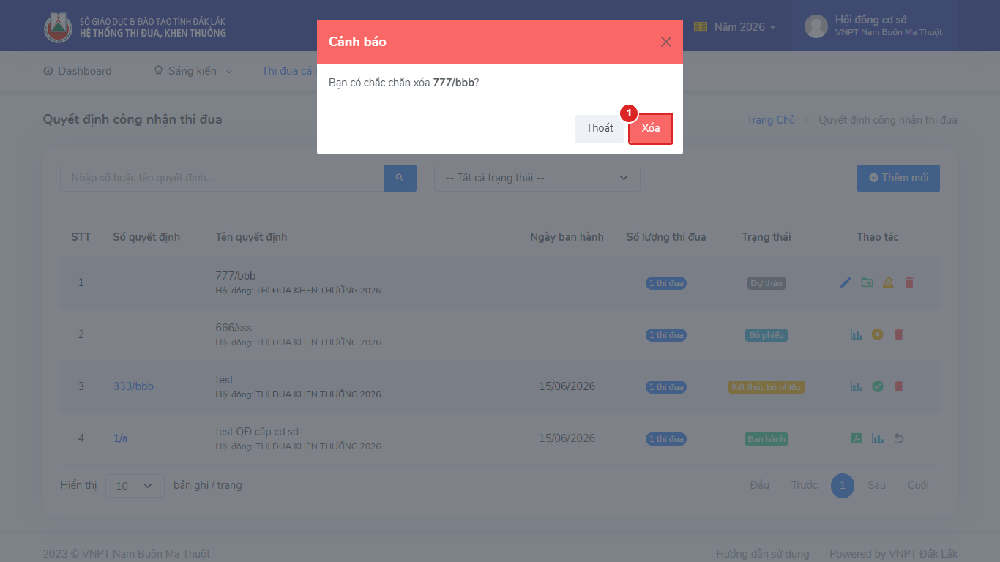 SỞ GIÁO DỤC & ĐÀO TẠO TỈNH ĐẮK LẮK
HỆ THỐNG THI ĐUA, KHEN THƯỞNG
Năm 2026
Hội đồng cơ sở
VNPT Nam Buôn Ma Thuột
Cảnh báo
Bạn có chắc chắn xóa 777/bbb?
1
Thoát
Xóa
Dashboard
Sáng kiến
Thi đua cá
Quyết định công nhận thi đua
Trang Chủ > Quyết định công nhận thi đua
Nhập số hoặc tên quyết định...
-- Tất cả trạng thái --
Thêm mới
STT Số quyết định Tên quyết định Ngày ban hành Số lượng thi đua Trạng thái Thao tác
1 777/bbb 1 thi đua Dự thảo
Hội đồng: THI ĐUA KHEN THƯỞNG 2026
2 666/sss 1 thi đua Bỏ phiếu
Hội đồng: THI ĐUA KHEN THƯỞNG 2026
3 333/bbb test 15/06/2026 1 thi đua Kết thúc bỏ phiếu
Hội đồng: THI ĐUA KHEN THƯỞNG 2026
4 1/a test QĐ cấp cơ sở 15/06/2026 1 thi đua Ban hành
Hội đồng: THI ĐUA KHEN THƯỞNG 2026
Hiển thị 10 bản ghi / trang
Đầu Trước 1 Sau Cuối
2023 © VNPT Nam Buôn Ma Thuột
Hướng dẫn sử dụng
Powered by VNPT Đắk Lắk